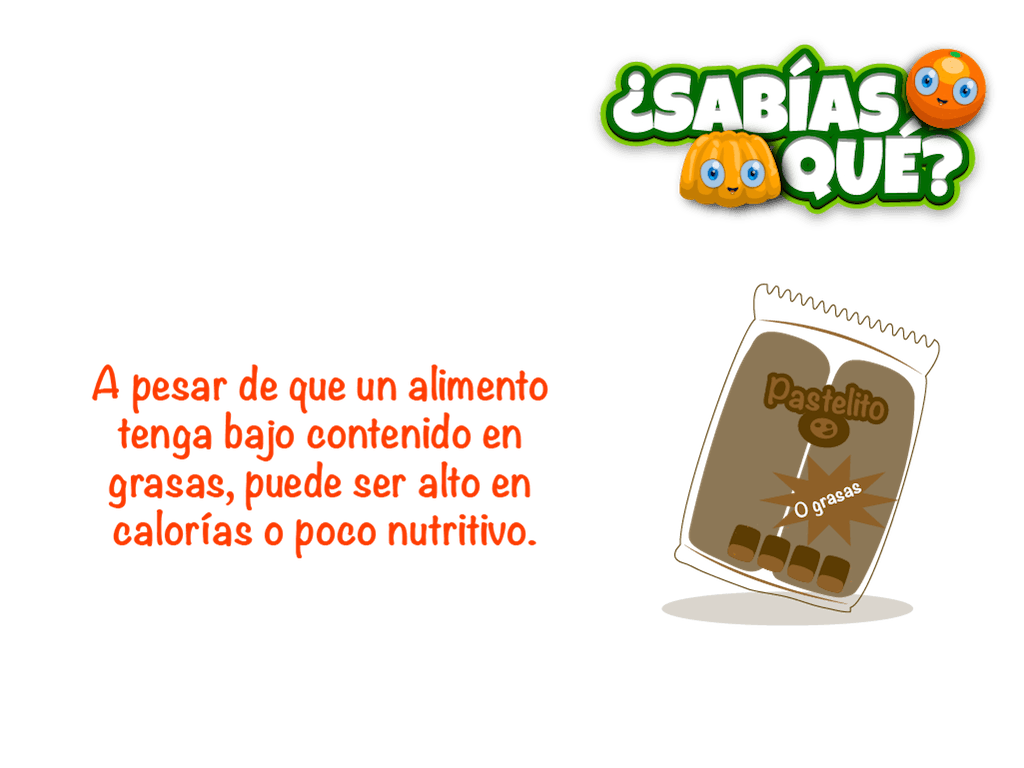 ¿SABÍAS
QUÉ?
A pesar de que un alimento
tenga bajo contenido en
grasas, puede ser alto en
calorías o poco nutritivo.
Pastelito
0 grasas